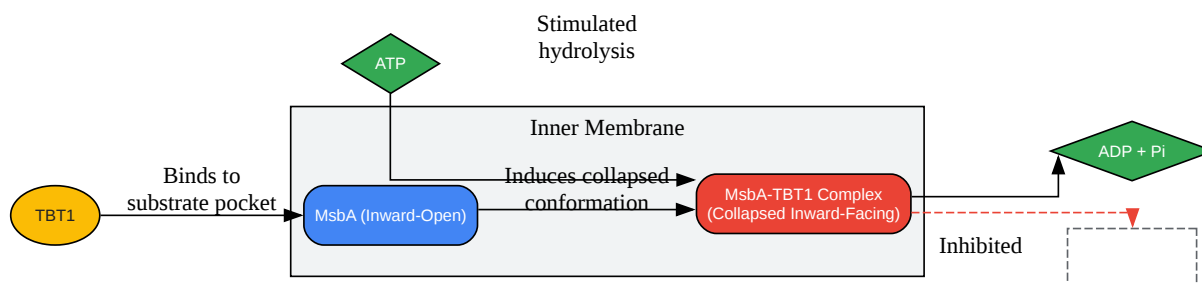 Stimulated
hydrolysis
ATP
Inner Membrane
ADP + Pi
Binds to
substrate pocket
Induces collapsed
conformation
TBT1
MsbA (Inward-Open)
MsbA-TBT1 Complex
(Collapsed Inward-Facing)
Inhibited